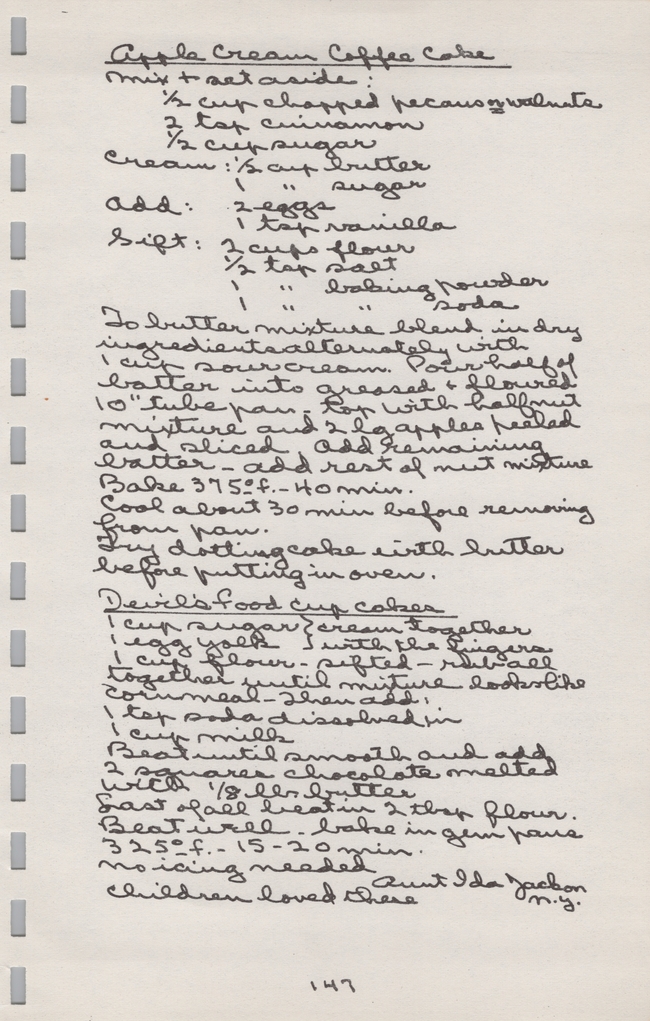 Apple Cream Coffee Cake
Mix + set aside:
½ cup chopped pecans or walnuts
2 tsp cinnamon
½ cup sugar
Cream: ½ cup butter
1 " sugar
Add: 2 eggs
1 tsp vanilla
Sift: 2 cups flour
½ tsp salt
1 " baking powder
1 " " soda
To butter mixture blend in dry
ingredients alternately with
1 cup sour cream. Pour half of
batter into greased + floured
10" tube pan - top with half nut
mixture and 2 lg apples peeled
and sliced. Add remaining
batter - add rest of nut mixture
Bake 375° f. - 40 min.
Cool about 30 min before removing
from pan.
Try dotting cake with butter
before putting in oven.
Devil's Food Cup Cakes
1 cup sugar } cream together
1 egg yolk } with the fingers
1 cup flour - sifted - rub all
together until mixture looks like
cornmeal - then add:
1 tsp soda dissolved in
1 cup milk
Beat until smooth and add
2 squares chocolate melted
with ⅛ lb. butter
Last of all beat in 2 tbsp flour.
Beat well - bake in gem pans
325° f. - 15-20 min.
no icing needed
Aunt Ida Jackson
children loved these N.Y.
147